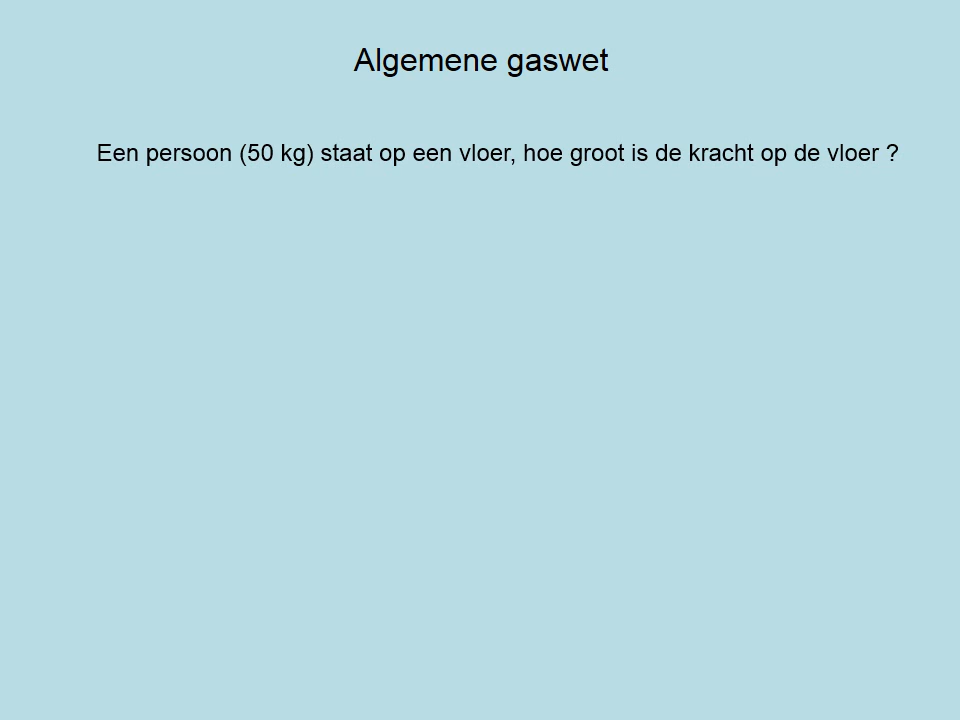 Algemene gaswet
Een persoon (50 kg) staat op een vloer, hoe groot is de kracht op de vloer ?